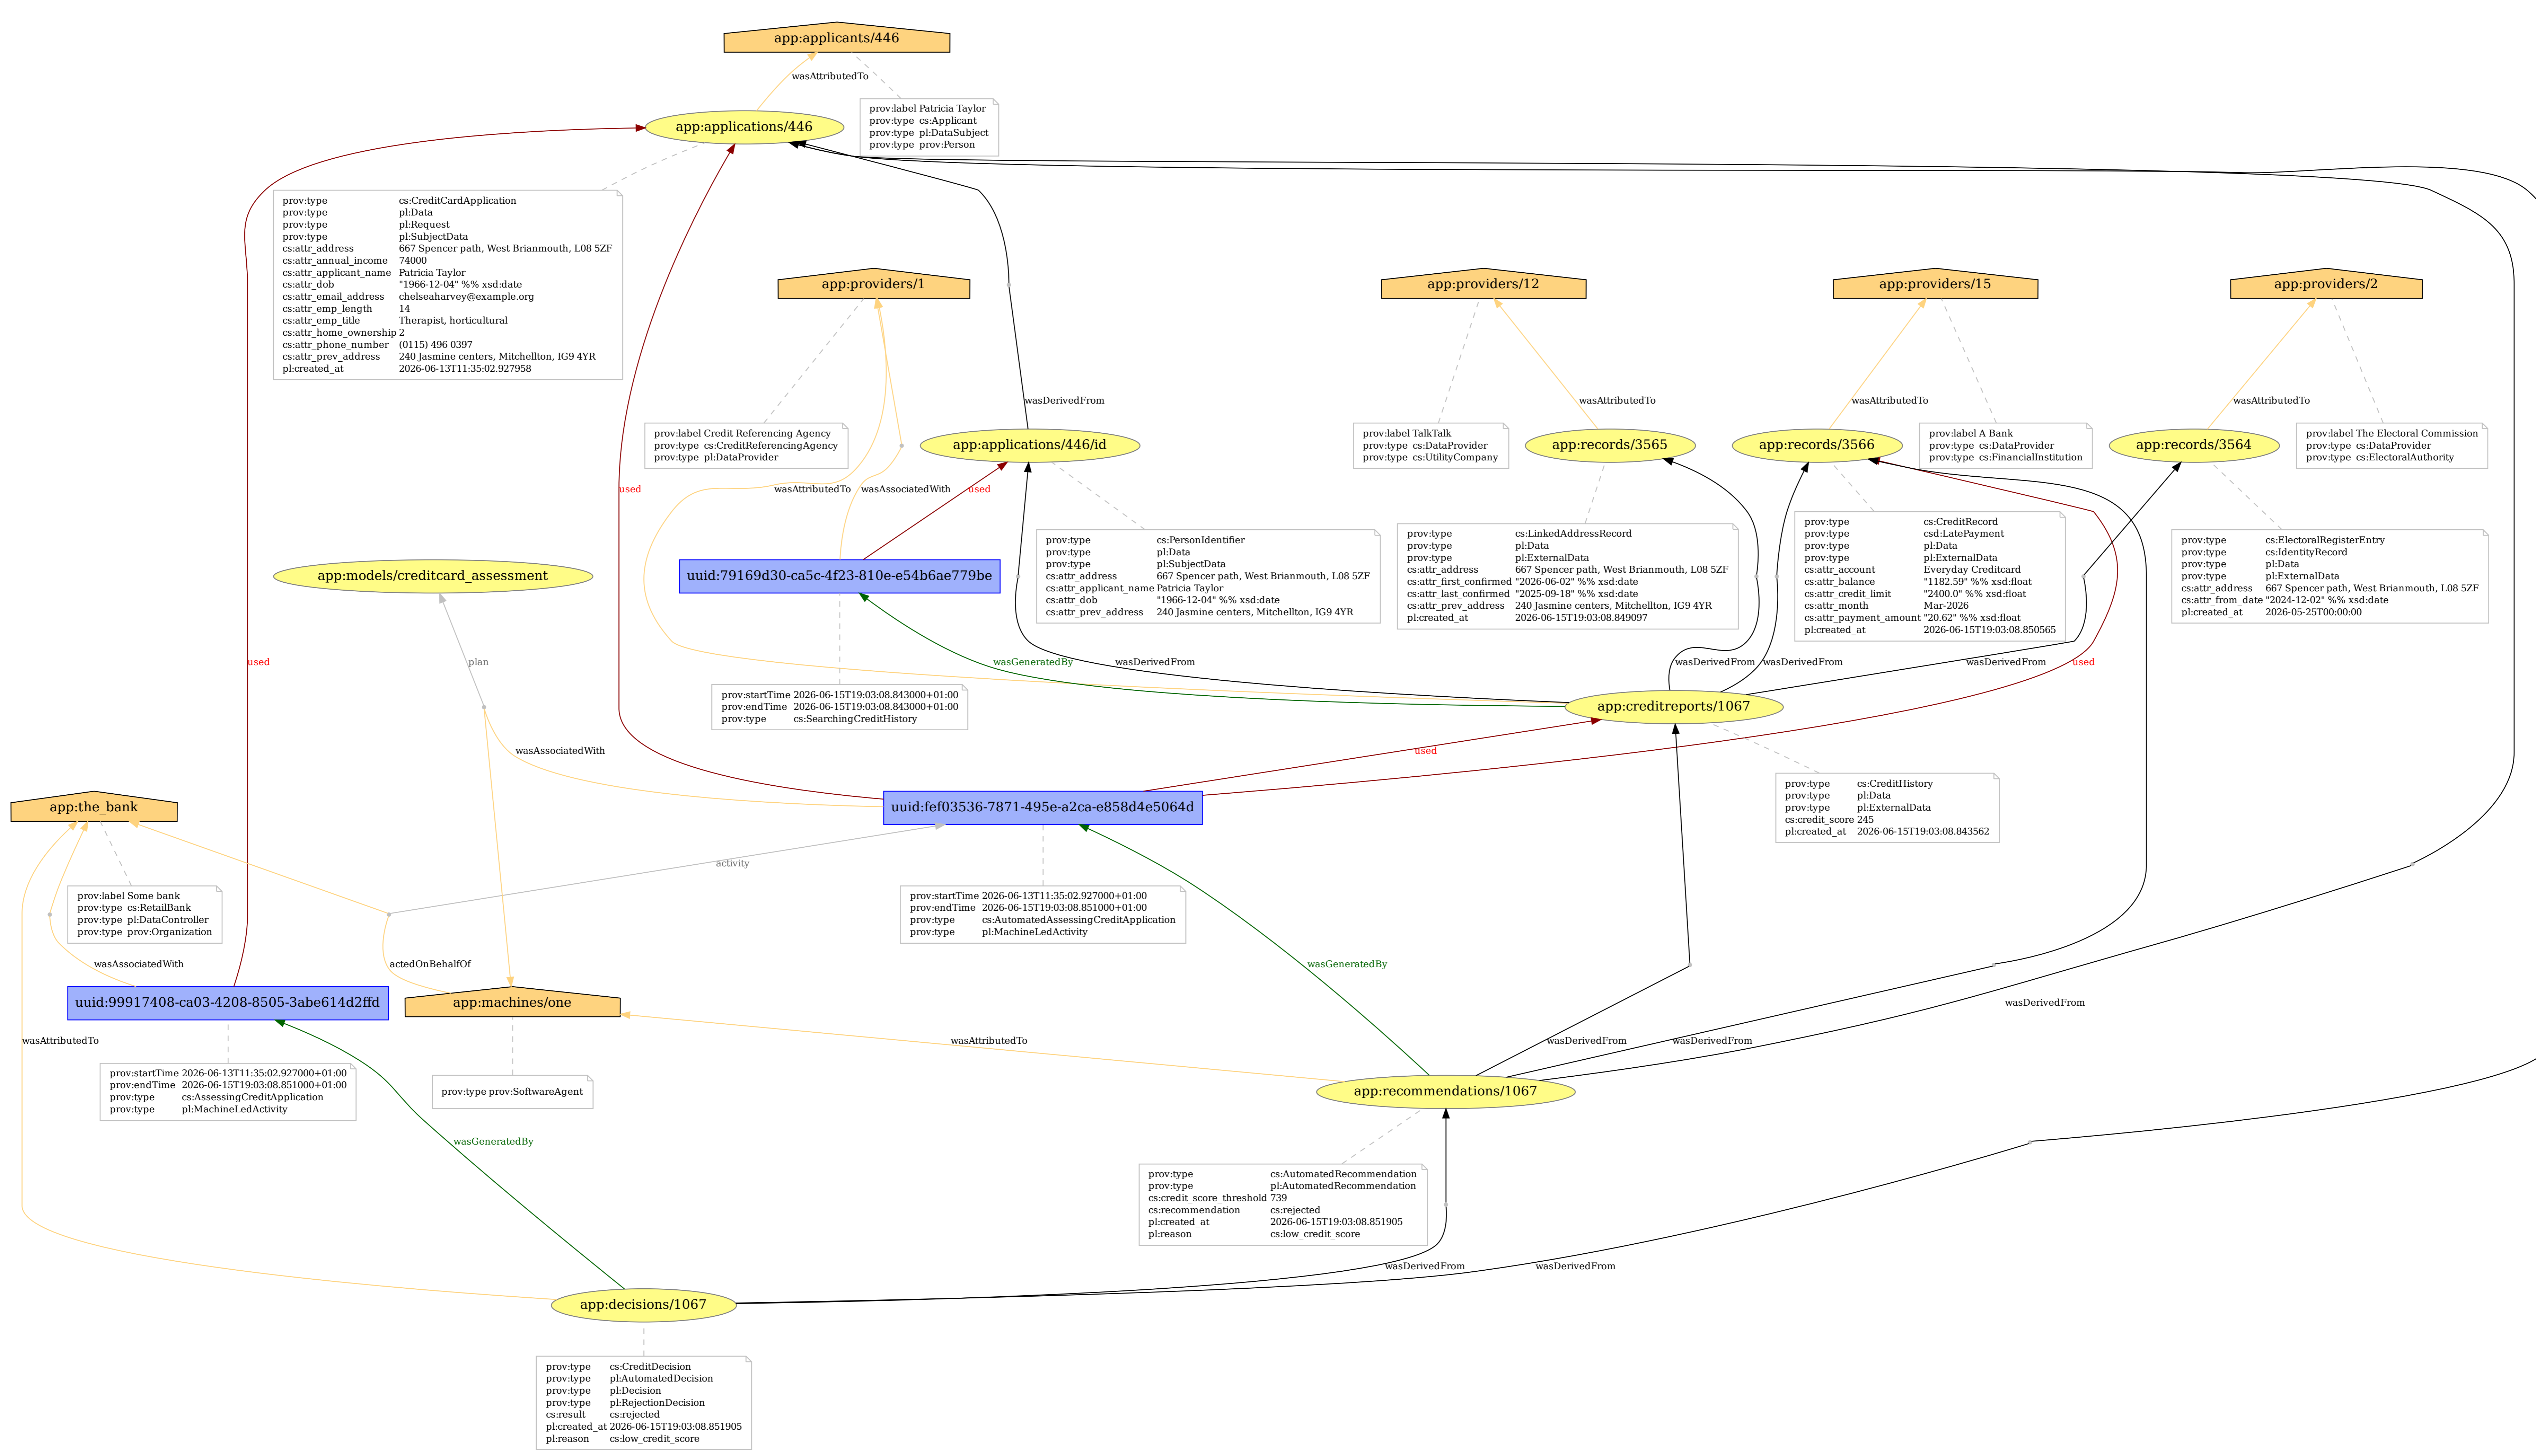 app:applicants/446
wasAttributedTo
prov:label Patricia Taylor
prov:type cs:Applicant
prov:type pl:DataSubject
prov:type prov:Person
app:applications/446
prov:type cs:CreditCardApplication
prov:type pl:Data
prov:type pl:Request
prov:type pl:SubjectData
cs:attr_address 667 Spencer path, West Brianmouth, L08 5ZF
cs:attr_annual_income 74000
cs:attr_applicant_name Patricia Taylor
cs:attr_dob "1966-12-04" %% xsd:date
cs:attr_email_address chelseaharvey@example.org
cs:attr_emp_length 14
cs:attr_emp_title Therapist, horticultural
cs:attr_home_ownership 2
cs:attr_phone_number (0115) 496 0397
cs:attr_prev_address 240 Jasmine centers, Mitchellton, IG9 4YR
pl:created_at 2026-06-13T11:35:02.927958
app:providers/1
app:providers/12
app:providers/15
app:providers/2
wasDerivedFrom
wasAttributedTo
wasAttributedTo
wasAttributedTo
prov:label Credit Referencing Agency
prov:type cs:CreditReferencingAgency
prov:type pl:DataProvider
app:applications/446/id
prov:label TalkTalk
prov:type cs:DataProvider
prov:type cs:UtilityCompany
app:records/3565
app:records/3566
prov:label A Bank
prov:type cs:DataProvider
prov:type cs:FinancialInstitution
app:records/3564
prov:label The Electoral Commission
prov:type cs:DataProvider
prov:type cs:ElectoralAuthority
used
wasAttributedTo
wasAssociatedWith
used
prov:type cs:PersonIdentifier
prov:type pl:Data
prov:type pl:SubjectData
cs:attr_address 667 Spencer path, West Brianmouth, L08 5ZF
cs:attr_applicant_name Patricia Taylor
cs:attr_dob "1966-12-04" %% xsd:date
cs:attr_prev_address 240 Jasmine centers, Mitchellton, IG9 4YR
prov:type cs:LinkedAddressRecord
prov:type pl:Data
prov:type pl:ExternalData
cs:attr_address 667 Spencer path, West Brianmouth, L08 5ZF
cs:attr_first_confirmed "2026-06-02" %% xsd:date
cs:attr_last_confirmed "2025-09-18" %% xsd:date
cs:attr_prev_address 240 Jasmine centers, Mitchellton, IG9 4YR
pl:created_at 2026-06-15T19:03:08.849097
prov:type cs:CreditRecord
prov:type csd:LatePayment
prov:type pl:Data
prov:type pl:ExternalData
cs:attr_account Everyday Creditcard
cs:attr_balance "1182.59" %% xsd:float
cs:attr_credit_limit "2400.0" %% xsd:float
cs:attr_month Mar-2026
cs:attr_payment_amount "20.62" %% xsd:float
pl:created_at 2026-06-15T19:03:08.850565
prov:type cs:ElectoralRegisterEntry
prov:type cs:IdentityRecord
prov:type pl:Data
prov:type pl:ExternalData
cs:attr_address 667 Spencer path, West Brianmouth, L08 5ZF
cs:attr_from_date "2024-12-02" %% xsd:date
pl:created_at 2026-05-25T00:00:00
app:models/creditcard_assessment
uuid:79169d30-ca5c-4f23-810e-e54b6ae779be
used
plan
wasGeneratedBy
wasDerivedFrom
wasDerivedFrom
wasDerivedFrom
wasDerivedFrom
used
prov:startTime 2026-06-15T19:03:08.843000+01:00
prov:endTime 2026-06-15T19:03:08.843000+01:00
prov:type cs:SearchingCreditHistory
app:creditreports/1067
wasAssociatedWith
used
prov:type cs:CreditHistory
prov:type pl:Data
prov:type pl:ExternalData
cs:credit_score 245
pl:created_at 2026-06-15T19:03:08.843562
app:the_bank
uuid:fef03536-7871-495e-a2ca-e858d4e5064d
activity
prov:label Some bank
prov:type cs:RetailBank
prov:type pl:DataController
prov:type prov:Organization
prov:startTime 2026-06-13T11:35:02.927000+01:00
prov:endTime 2026-06-15T19:03:08.851000+01:00
prov:type cs:AutomatedAssessingCreditApplication
prov:type pl:MachineLedActivity
wasAssociatedWith
actedOnBehalfOf
wasGeneratedBy
uuid:99917408-ca03-4208-8505-3abe614d2ffd
app:machines/one
wasDerivedFrom
wasAttributedTo
wasAttributedTo
wasDerivedFrom
wasDerivedFrom
prov:startTime 2026-06-13T11:35:02.927000+01:00
prov:endTime 2026-06-15T19:03:08.851000+01:00
prov:type cs:AssessingCreditApplication
prov:type pl:MachineLedActivity
prov:type prov:SoftwareAgent
app:recommendations/1067
wasGeneratedBy
prov:type cs:AutomatedRecommendation
prov:type pl:AutomatedRecommendation
cs:credit_score_threshold 739
cs:recommendation cs:rejected
pl:created_at 2026-06-15T19:03:08.851905
pl:reason cs:low_credit_score
wasDerivedFrom
wasDerivedFrom
app:decisions/1067
prov:type cs:CreditDecision
prov:type pl:AutomatedDecision
prov:type pl:Decision
prov:type pl:RejectionDecision
cs:result cs:rejected
pl:created_at 2026-06-15T19:03:08.851905
pl:reason cs:low_credit_score